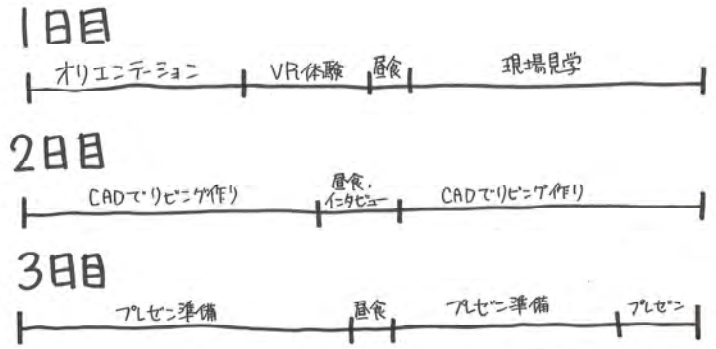 1日目
オリエンテーション VR体験 昼食 現場見学
2日目
CADでリビング作り 昼食・インタビュー CADでリビング作り
3日目
プレゼン準備 昼食 プレゼン準備 プレゼン